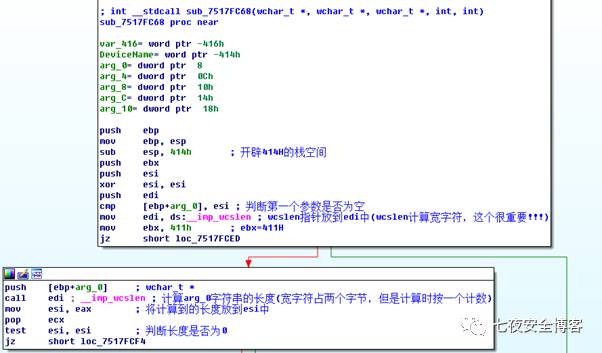 ; int __stdcall sub_7517FC68(wchar_t *, wchar_t *, wchar_t *, int, int)
sub_7517FC68 proc near
var_416= word ptr -416h
DeviceName= word ptr -414h
arg_0= dword ptr  8
arg_4= dword ptr  0Ch
arg_8= dword ptr  10h
arg_C= dword ptr  14h
arg_10= dword ptr  18h
push    ebp
mov     ebp, esp
sub     esp, 414h       ; 开辟414H的栈空间
push    ebx
push    esi
xor     esi, esi
push    edi
cmp     [ebp+arg_0], esi ; 判断第一个参数是否为空
mov     edi, ds:__imp_wcslen ; wcslen指针放到edi中(wcslen计算宽字符，这个很重要!!!)
mov     ebx, 411h       ; ebx=411H
jz      short loc_7517FCED
push    [ebp+arg_0]     ; wchar_t *
call    edi ; __imp_wcslen ; 计算arg_0字符串的长度(宽字符占两个字节，但是计算时按一个计数)
mov     esi, eax        ; 将计算到的长度放到esi中
pop     ecx
test    esi, esi        ; 判断长度是否为0
jz      short loc_7517FCF4
七夜安全博客